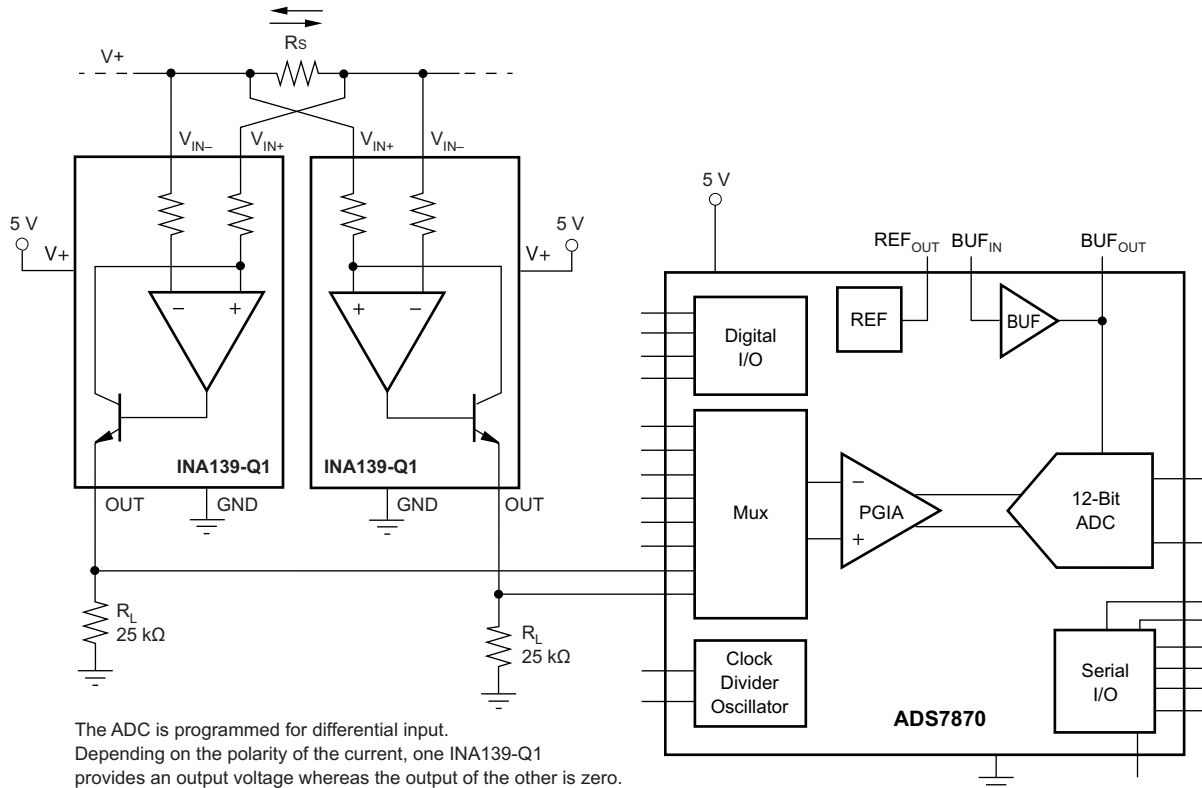 Rs
V+
VIN– VIN+ VIN+ VIN–
5 V
5 V
5 V
V+
V+
REFOUT BUFIN BUFOUT
– +
+ –
REF
BUF
Digital
I/O
INA139-Q1
INA139-Q1
OUT
GND
GND
OUT
Mux
–
PGIA
+
12-Bit
ADC
RL
25 kΩ
RL
25 kΩ
Clock
Divider
Oscillator
Serial
I/O
ADS7870
The ADC is programmed for differential input.
Depending on the polarity of the current, one INA139-Q1
provides an output voltage whereas the output of the other is zero.